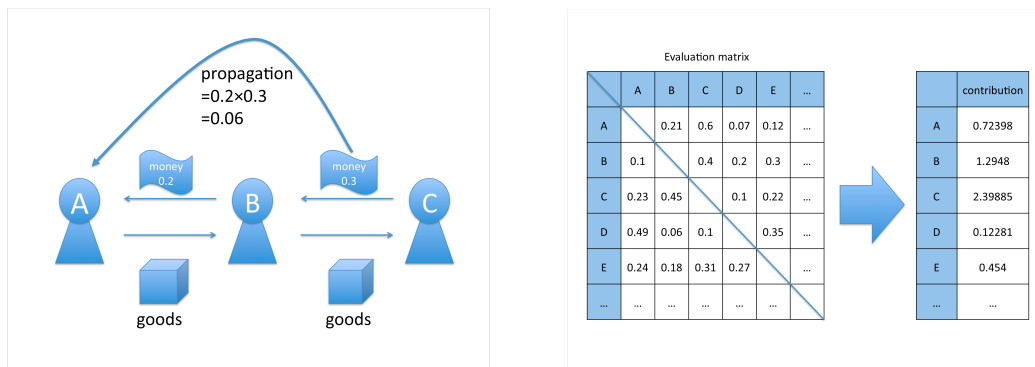 propagation
=0.2×0.3
=0.06
money
0.2
money
0.3
A
B
C
goods
goods
Evaluation matrix
A B C D E ...
A 0.21 0.6 0.07 0.12 ...
B 0.1 0.4 0.2 0.3 ...
C 0.23 0.45 0.1 0.22 ...
D 0.49 0.06 0.1 0.35 ...
E 0.24 0.18 0.31 0.27 ...
... ... ... ... ... ...
contribution
A 0.72398
B 1.2948
C 2.39885
D 0.12281
E 0.454
... ...